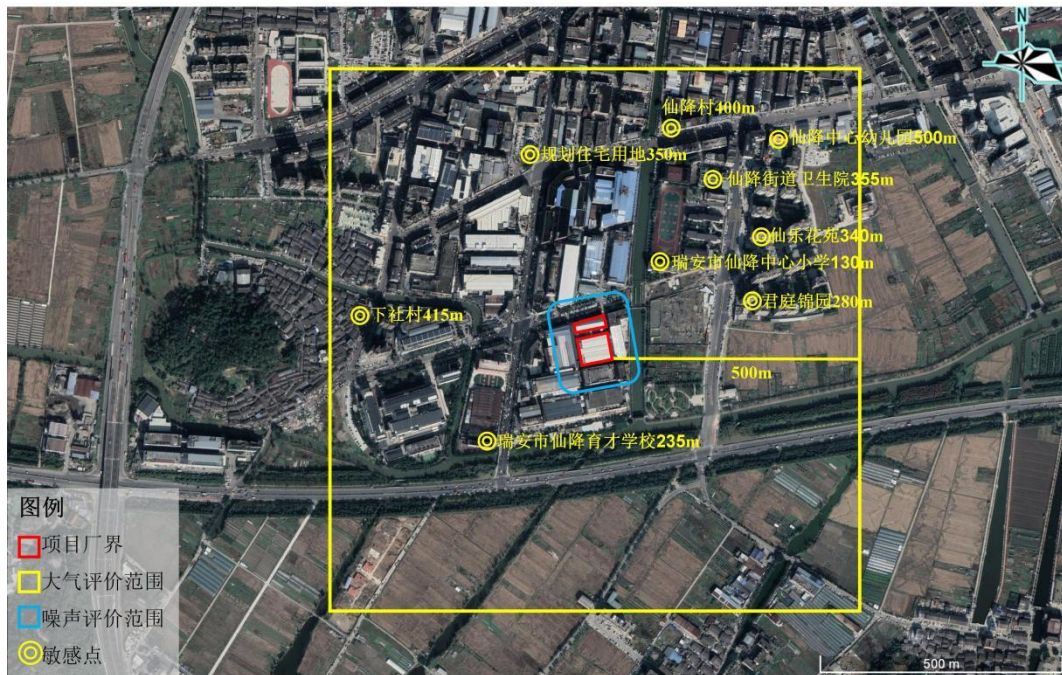 N
仙降村400m
仙降中心幼儿园500m
规划住宅用地350m
仙降街道卫生院355m
仙乐花苑340m
瑞安市仙降中心小学130m
君庭锦园280m
下社村415m
500m
瑞安市仙降育才学校235m
图例
项目厂界
大气评价范围
噪声评价范围
敏感点
500 m